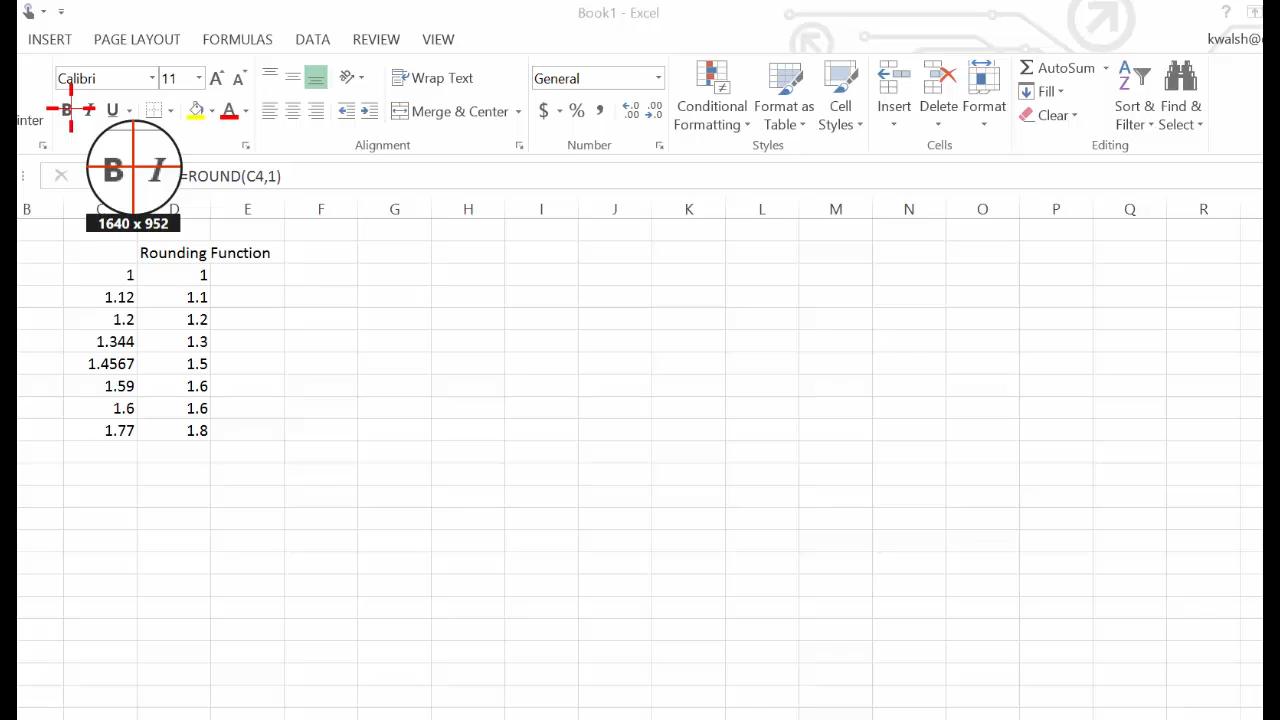 Book1 - Excel
?
INSERT PAGE LAYOUT FORMULAS DATA REVIEW VIEW
kwalsh@
Calibri 11
Wrap Text
General
AutoSum
B I U
A
Merge & Center
$ % ,
.00
Conditional Formatting
Format as Table
Cell Styles
Insert
Delete
Format
Fill
Clear
Sort & Filter
Find & Select
Alignment
Number
Styles
Cells
Editing
B I
1640 x 952
=ROUND(C4,1)
B D E F G H I J K L M N O P Q R
Rounding Function
1 1
1.12 1.1
1.2 1.2
1.344 1.3
1.4567 1.5
1.59 1.6
1.6 1.6
1.77 1.8